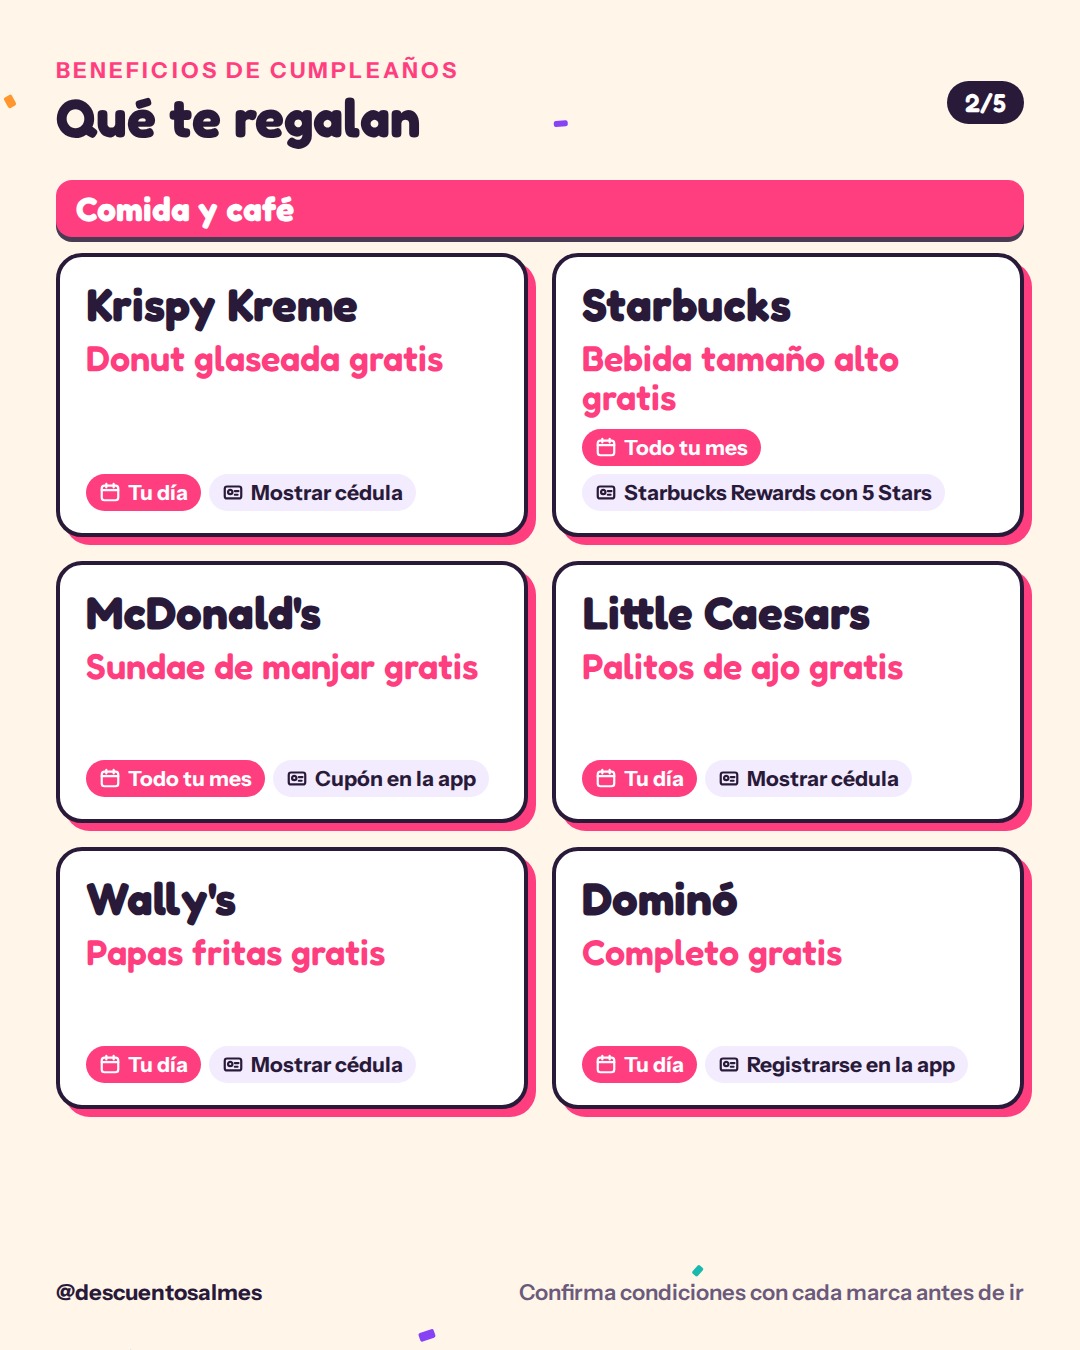 BENEFICIOS DE CUMPLEAÑOS
Qué te regalan
2/5
Comida y café
Krispy Kreme
Donut glaseada gratis
Tu día
Mostrar cédula
Starbucks
Bebida tamaño alto
gratis
Todo tu mes
Starbucks Rewards con 5 Stars
McDonald's
Sundae de manjar gratis
Todo tu mes
Cupón en la app
Little Caesars
Palitos de ajo gratis
Tu día
Mostrar cédula
Wally's
Papas fritas gratis
Tu día
Mostrar cédula
Dominó
Completo gratis
Tu día
Registrarse en la app
@descuentosalmes
Confirma condiciones con cada marca antes de ir